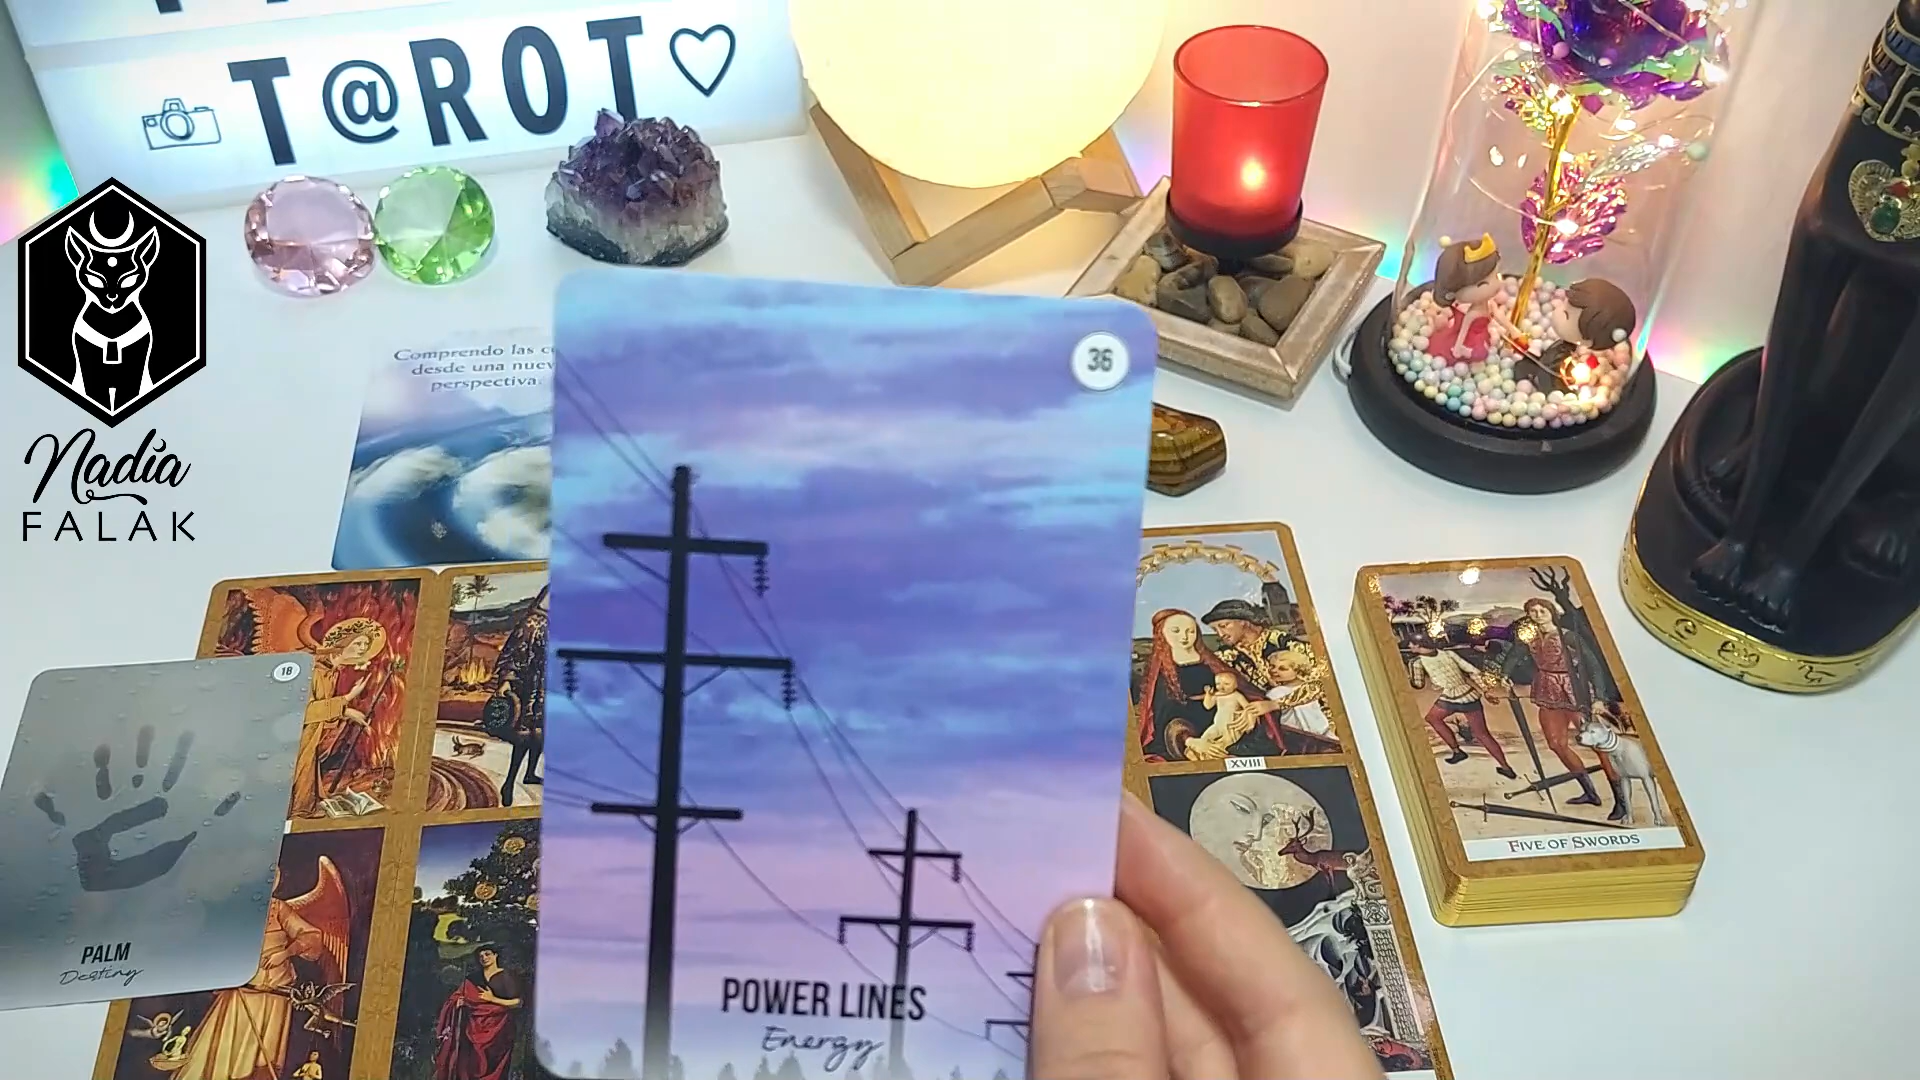 T@ROT
Nadia
FALAK
Comprendo las
desde una
perspectiva.
36
18
PALM
Destiny
XVIII
FIVE OF SWORDS
POWER LINES
Energy